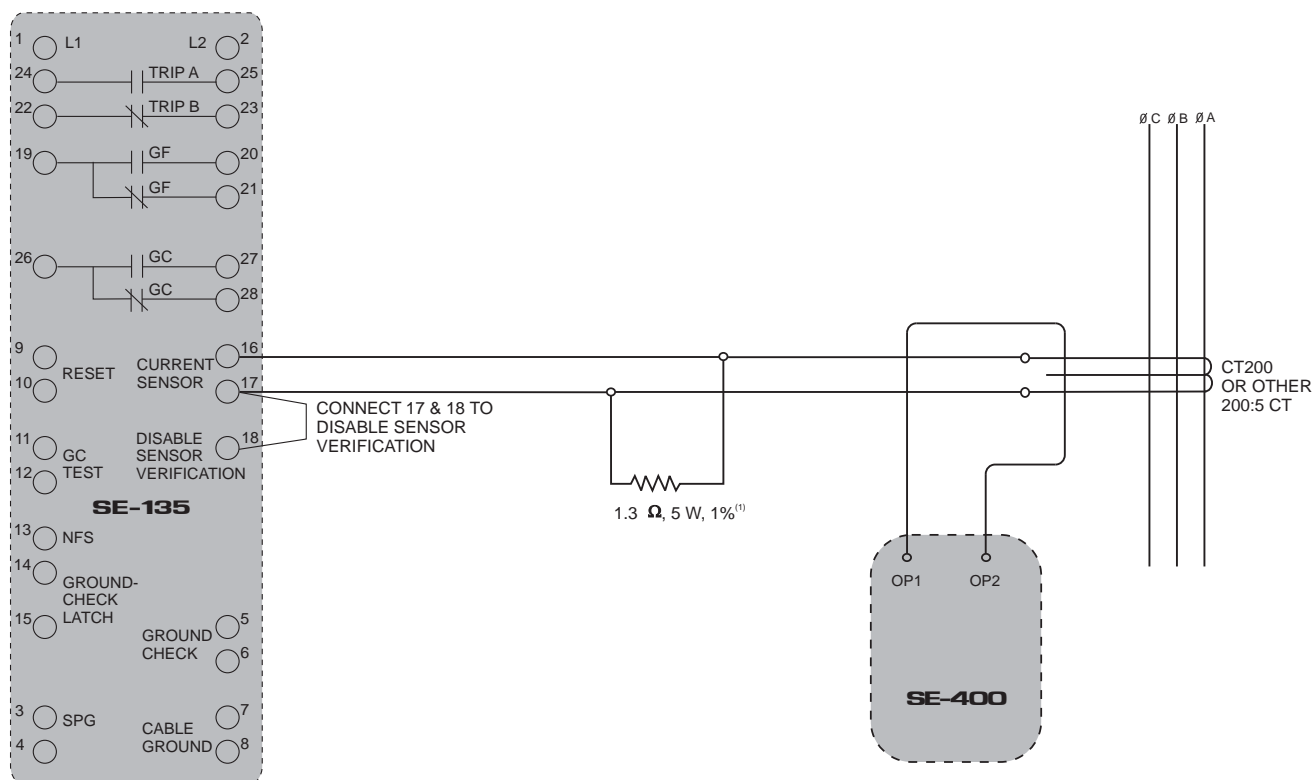 1 L1 L2 2
24 TRIP A 25
22 TRIP B 23
19 GF 20
GF 21
26 GC 27
GC 28
9
10
RESET
CURRENT
SENSOR
16
17
CONNECT 17 & 18 TO
DISABLE SENSOR
VERIFICATION
11
12
GC
TEST
DISABLE
SENSOR
VERIFICATION
18
SE-135
13 NFS
14
GROUND-
CHECK
LATCH
15
GROUND
CHECK
5
6
3 SPG
4
CABLE
GROUND
7
8
1.3 Ω, 5 W, 1%(1)
Ø C Ø B Ø A
CT200
OR OTHER
200:5 CT
OP1 OP2
SE-400